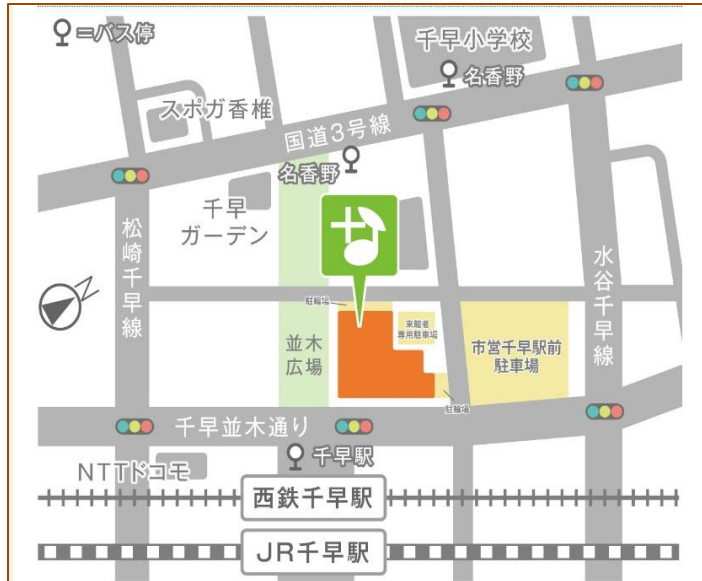 =バス停
千早小学校
名香野
スポガ香椎
国道3号線
名香野
千早
ガーデン
松崎千早線
水谷千早線
N
駐輪場
来館者
専用駐車場
並木
広場
市営千早駅前
駐車場
駐輪場
千早並木通り
千早駅
NTTドコモ
西鉄千早駅
JR千早駅